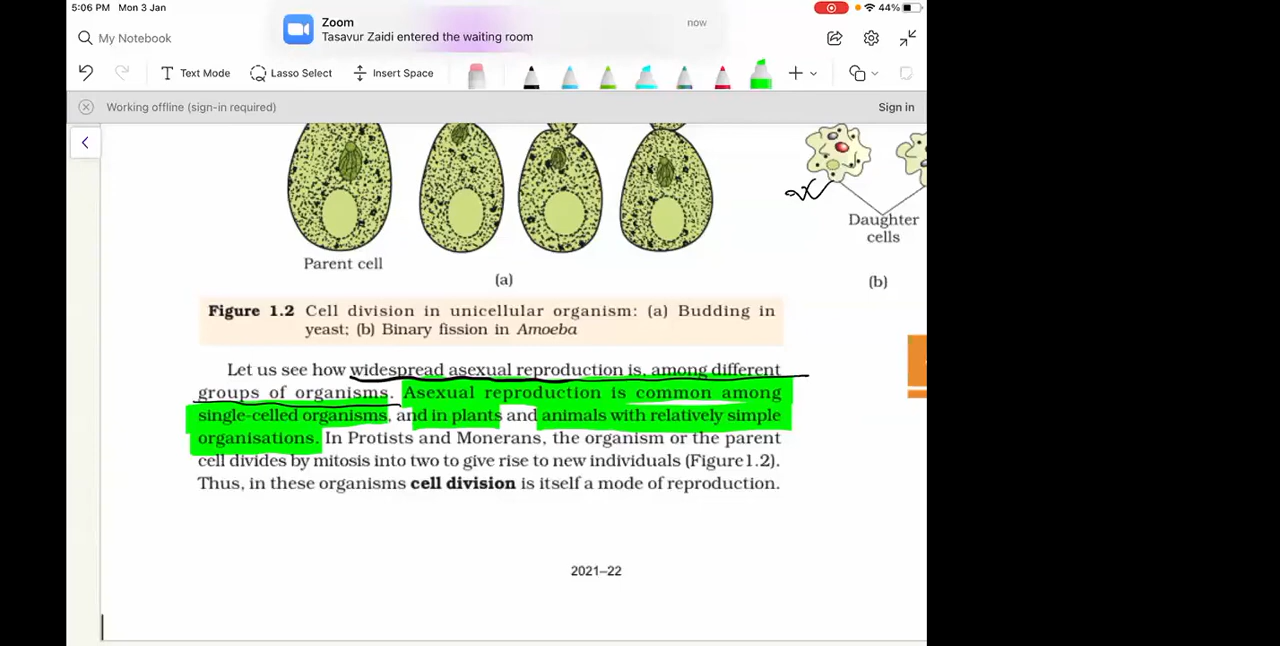 5:06 PM Mon 3 Jan
44%
Zoom
now
Tasavur Zaidi entered the waiting room
My Notebook
Text Mode
Lasso Select
Insert Space
Working offline (sign-in required)
Sign in
Daughter
cells
Parent cell
(a)
(b)
Figure 1.2 Cell division in unicellular organism: (a) Budding in
yeast; (b) Binary fission in Amoeba
Let us see how widespread asexual reproduction is, among different
groups of organisms. Asexual reproduction is common among
single-celled organisms, and in plants and animals with relatively simple
organisations. In Protists and Monerans, the organism or the parent
cell divides by mitosis into two to give rise to new individuals (Figure1.2).
Thus, in these organisms cell division is itself a mode of reproduction.
2021–22